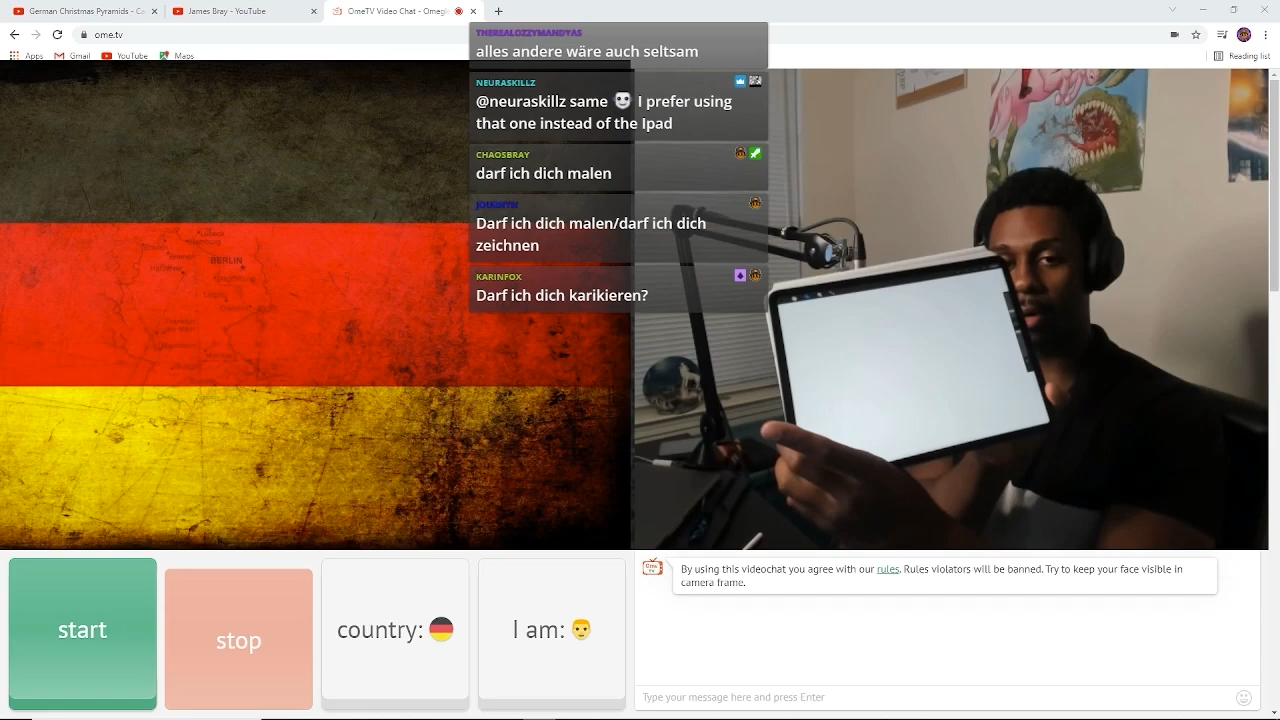 German Christmas Pyramids - Ca
James Bray - YouTube
OmeTV Video Chat - Omegl
ome.tv
Apps
Gmail
YouTube
Maps
Reading list
THEREALOZZYMANDYAS
alles andere wäre auch seltsam
NEURASKILLZ
@neuraskillz same 💀 I prefer using
that one instead of the Ipad
CHAOSBRAY
darf ich dich malen
Darf ich dich malen/darf ich dich
zeichnen
KARINFOX
Darf ich dich karikieren?
BERLIN
start
stop
country:
I am:
By using this videochat you agree with our rules. Rules violators will be banned. Try to keep your face visible in
camera frame.
Type your message here and press Enter